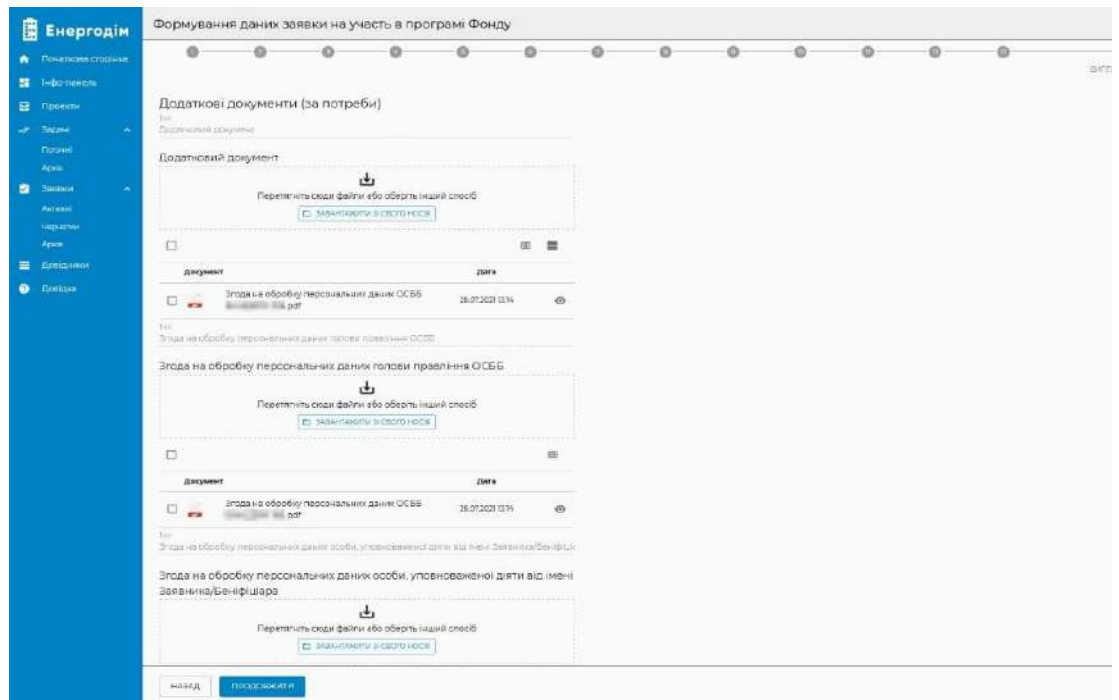 Енергодім
Формування даних заявки на участь в програмі Фонду
Початкова сторінка
Інфо-панель
Проекти
Задачі
Поточні
Архів
Заявки
Активні
Чернетки
Архів
Довідники
Довідка
Додаткові документи (за потреби)
Тип
Додатковий документ
Додатковий документ
Перетягніть сюди файли або оберіть інший спосіб
ЗАВАНТАЖИТИ ЗІ СВОГО НОСІЯ
Документ Дата
Згода на обробку персональних даних ОСББ
.pdf
28.07.2021 13:14
Тип
Згода на обробку персональних даних голови правління ОСББ
Згода на обробку персональних даних голови правління ОСББ
Перетягніть сюди файли або оберіть інший спосіб
ЗАВАНТАЖИТИ ЗІ СВОГО НОСІЯ
Документ Дата
Згода на обробку персональних даних ОСББ
.pdf
28.07.2021 13:14
Тип
Згода на обробку персональних даних особи, уповноваженої діяти від імені Заявника/Бенефіціа
Згода на обробку персональних даних особи, уповноваженої діяти від імені
Заявника/Бенефіціара
Перетягніть сюди файли або оберіть інший спосіб
ЗАВАНТАЖИТИ ЗІ СВОГО НОСІЯ
НАЗАД
ПРОДОВЖИТИ